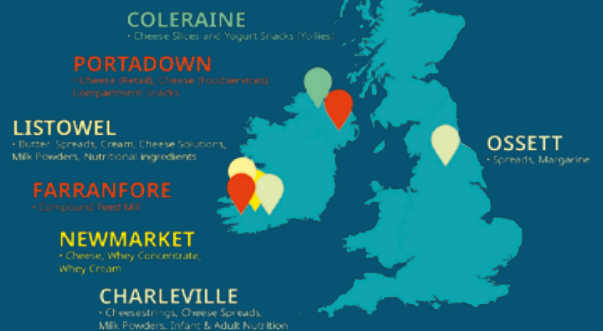 COLERAINE
• Cheese Slices and Yogurt Snacks (Yollies)
PORTADOWN
• Cheese (Retail), Cheese (Foodservices)
Compartment Snacks
LISTOWEL
• Butter, Spreads, Cream, Cheese Solutions,
Milk Powders, Nutritional Ingredients
OSSETT
• Spreads, Margarine
FARRANFORE
• Compound Feed Mill
NEWMARKET
• Cheese, Whey Concentrate,
Whey Cream
CHARLEVILLE
• Cheesestrings, Cheese Spreads,
Milk Powders, Infant & Adult Nutrition